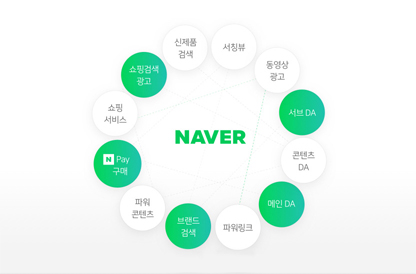 신제품
검색
서칭뷰
동영상
광고
서브 DA
콘텐츠
DA
메인 DA
파워링크
브랜드
검색
파워
콘텐츠
N Pay
구매
쇼핑
서비스
쇼핑검색
광고
NAVER